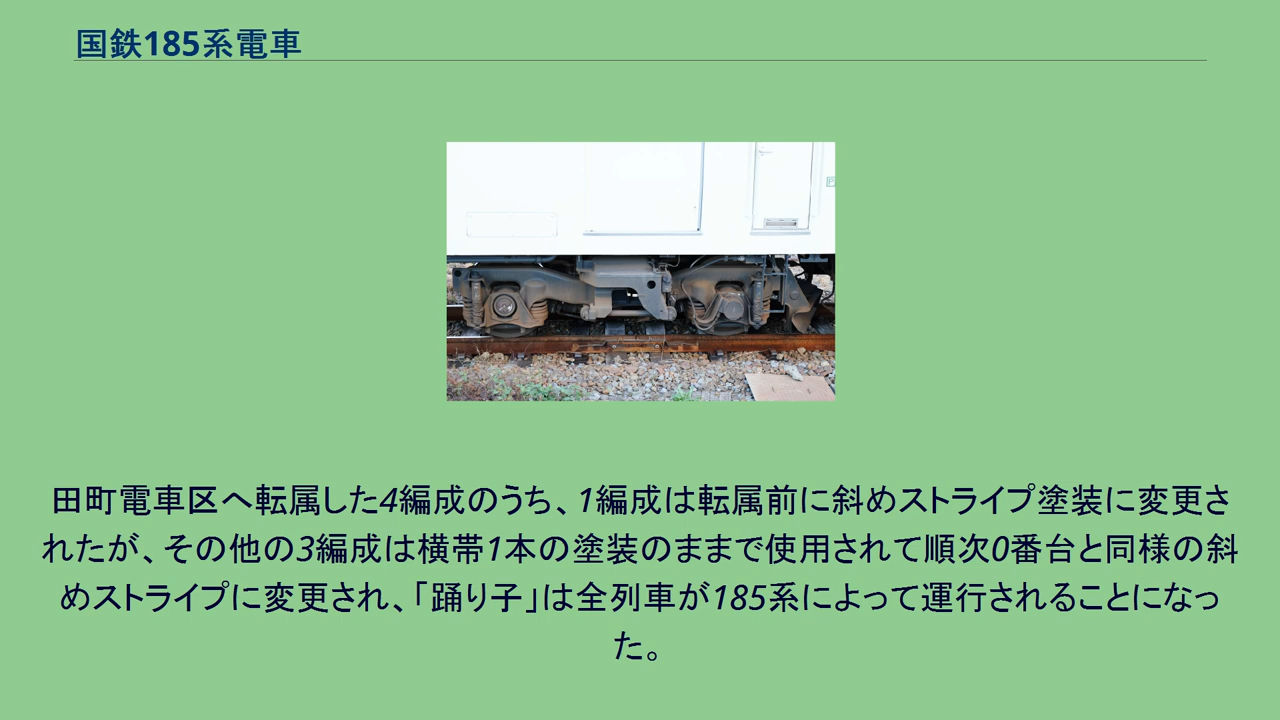 国鉄185系電車
田町電車区へ転属した4編成のうち、1編成は転属前に斜めストライプ塗装に変更さ
れたが、その他の3編成は横帯1本の塗装のままで使用されて順次0番台と同様の斜
めストライプに変更され、「踊り子」は全列車が185系によって運行されることになっ
た。